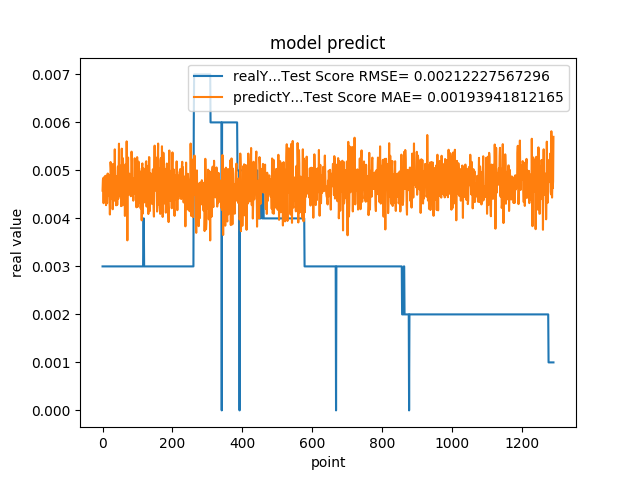 model predict
realY...Test Score RMSE= 0.00212227567296
predictY...Test Score MAE= 0.00193941812165
0.007
0.006
0.005
0.004
0.003
0.002
0.001
0.000
real value
0 200 400 600 800 1000 1200
point